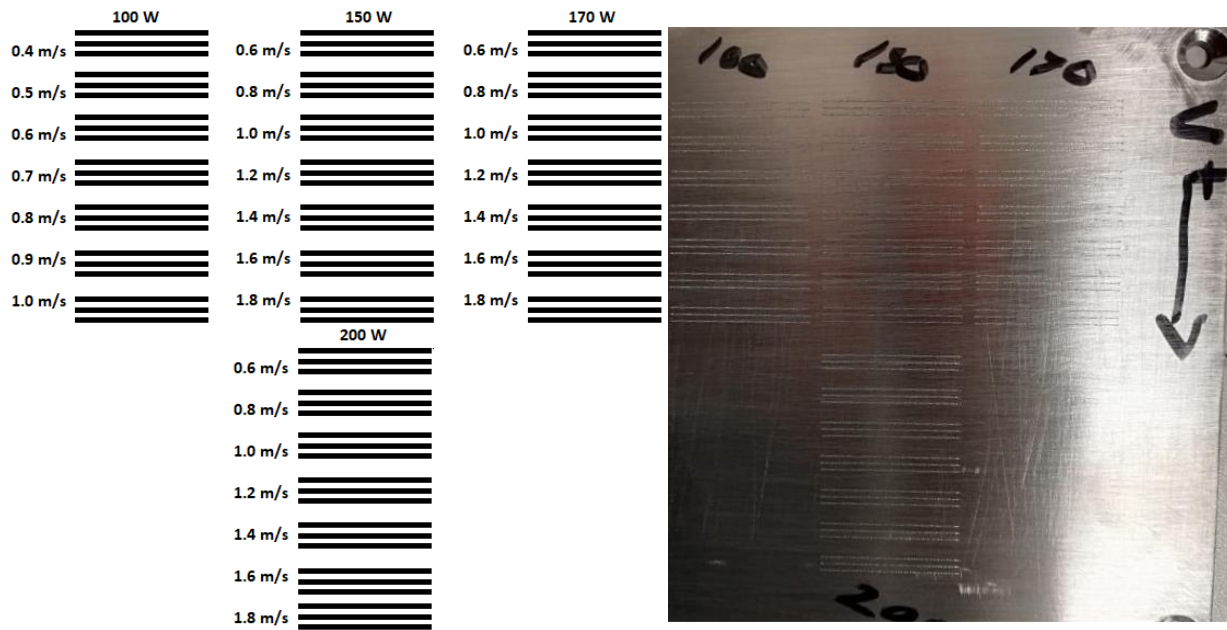 100 W 150 W 170 W
0.4 m/s 0.6 m/s 0.6 m/s
0.5 m/s 0.8 m/s 0.8 m/s
0.6 m/s 1.0 m/s 1.0 m/s
0.7 m/s 1.2 m/s 1.2 m/s
0.8 m/s 1.4 m/s 1.4 m/s
0.9 m/s 1.6 m/s 1.6 m/s
1.0 m/s 1.8 m/s 1.8 m/s
200 W
0.6 m/s
0.8 m/s
1.0 m/s
1.2 m/s
1.4 m/s
1.6 m/s
1.8 m/s
100 150 170
V
+
200